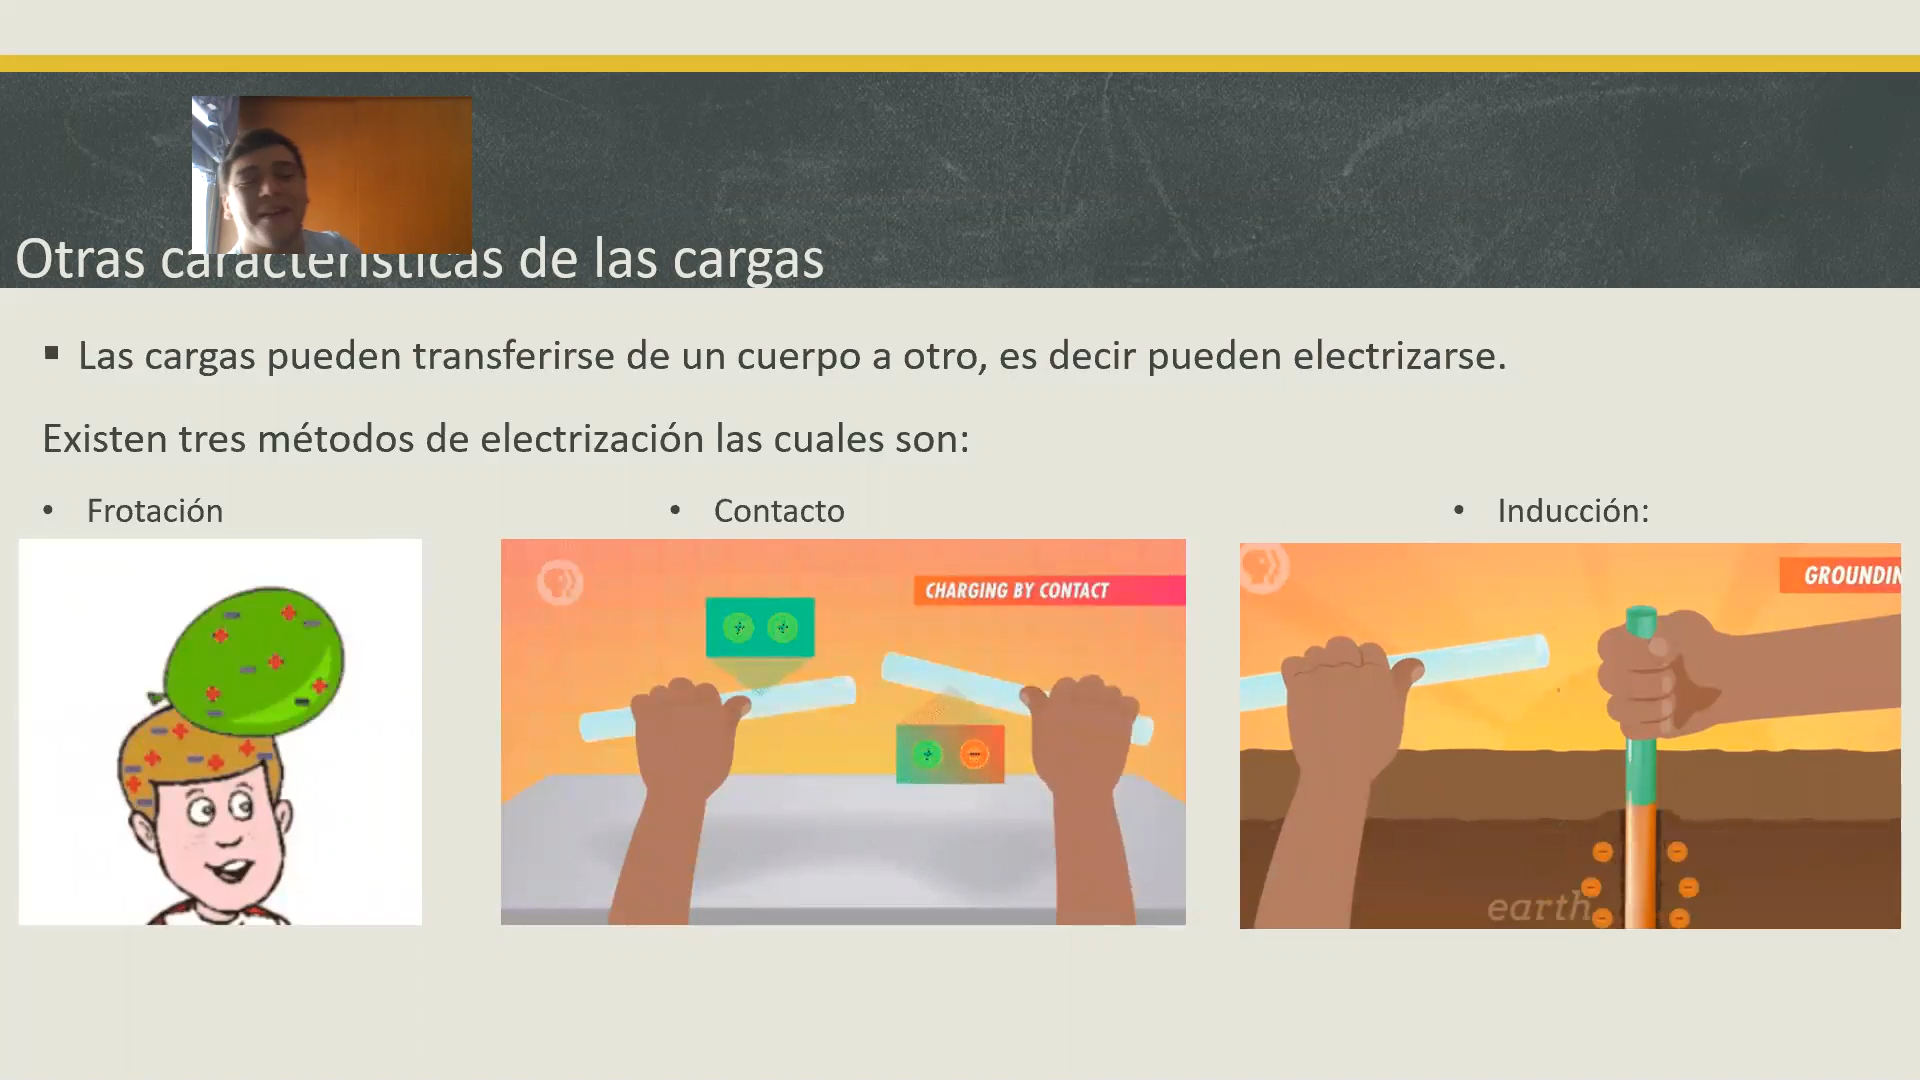 Otras características de las cargas
Las cargas pueden transferirse de un cuerpo a otro, es decir pueden electrizarse.
Existen tres métodos de electrización las cuales son:
Frotación
Contacto
Inducción:
CHARGING BY CONTACT
GROUNDIN
earth